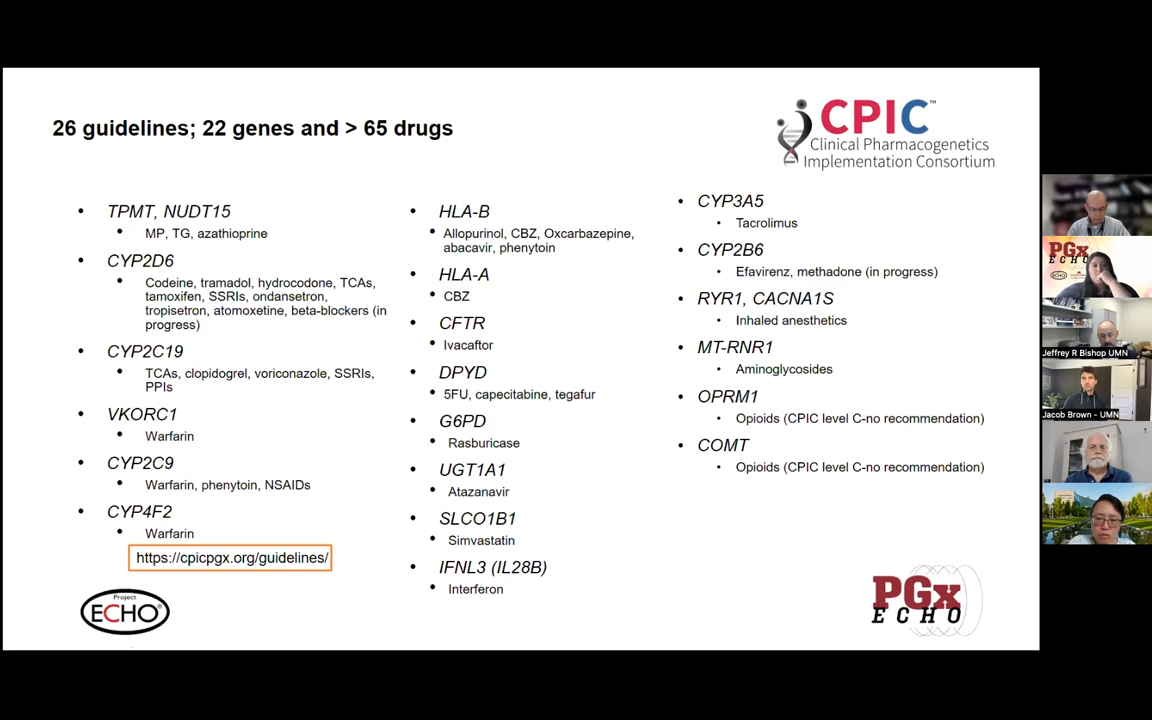 26 guidelines; 22 genes and > 65 drugs
CPIC™
Clinical Pharmacogenetics
Implementation Consortium
• TPMT, NUDT15
• MP, TG, azathioprine
• CYP2D6
• Codeine, tramadol, hydrocodone, TCAs,
tamoxifen, SSRIs, ondansetron,
tropisetron, atomoxetine, beta-blockers (in
progress)
• CYP2C19
• TCAs, clopidogrel, voriconazole, SSRIs,
PPIs
• VKORC1
• Warfarin
• CYP2C9
• Warfarin, phenytoin, NSAIDs
• CYP4F2
• Warfarin
https://cpicpgx.org/guidelines/
• HLA-B
• Allopurinol, CBZ, Oxcarbazepine,
abacavir, phenytoin
• HLA-A
• CBZ
• CFTR
• Ivacaftor
• DPYD
• 5FU, capecitabine, tegafur
• G6PD
• Rasburicase
• UGT1A1
• Atazanavir
• SLCO1B1
• Simvastatin
• IFNL3 (IL28B)
• Interferon
• CYP3A5
• Tacrolimus
• CYP2B6
• Efavirenz, methadone (in progress)
• RYR1, CACNA1S
• Inhaled anesthetics
• MT-RNR1
• Aminoglycosides
• OPRM1
• Opioids (CPIC level C-no recommendation)
• COMT
• Opioids (CPIC level C-no recommendation)
Project
ECHO®
PGx
ECHO
PGx
ECHO
ECHO
Jeffrey R Bishop UMN
Jacob Brown - UMN